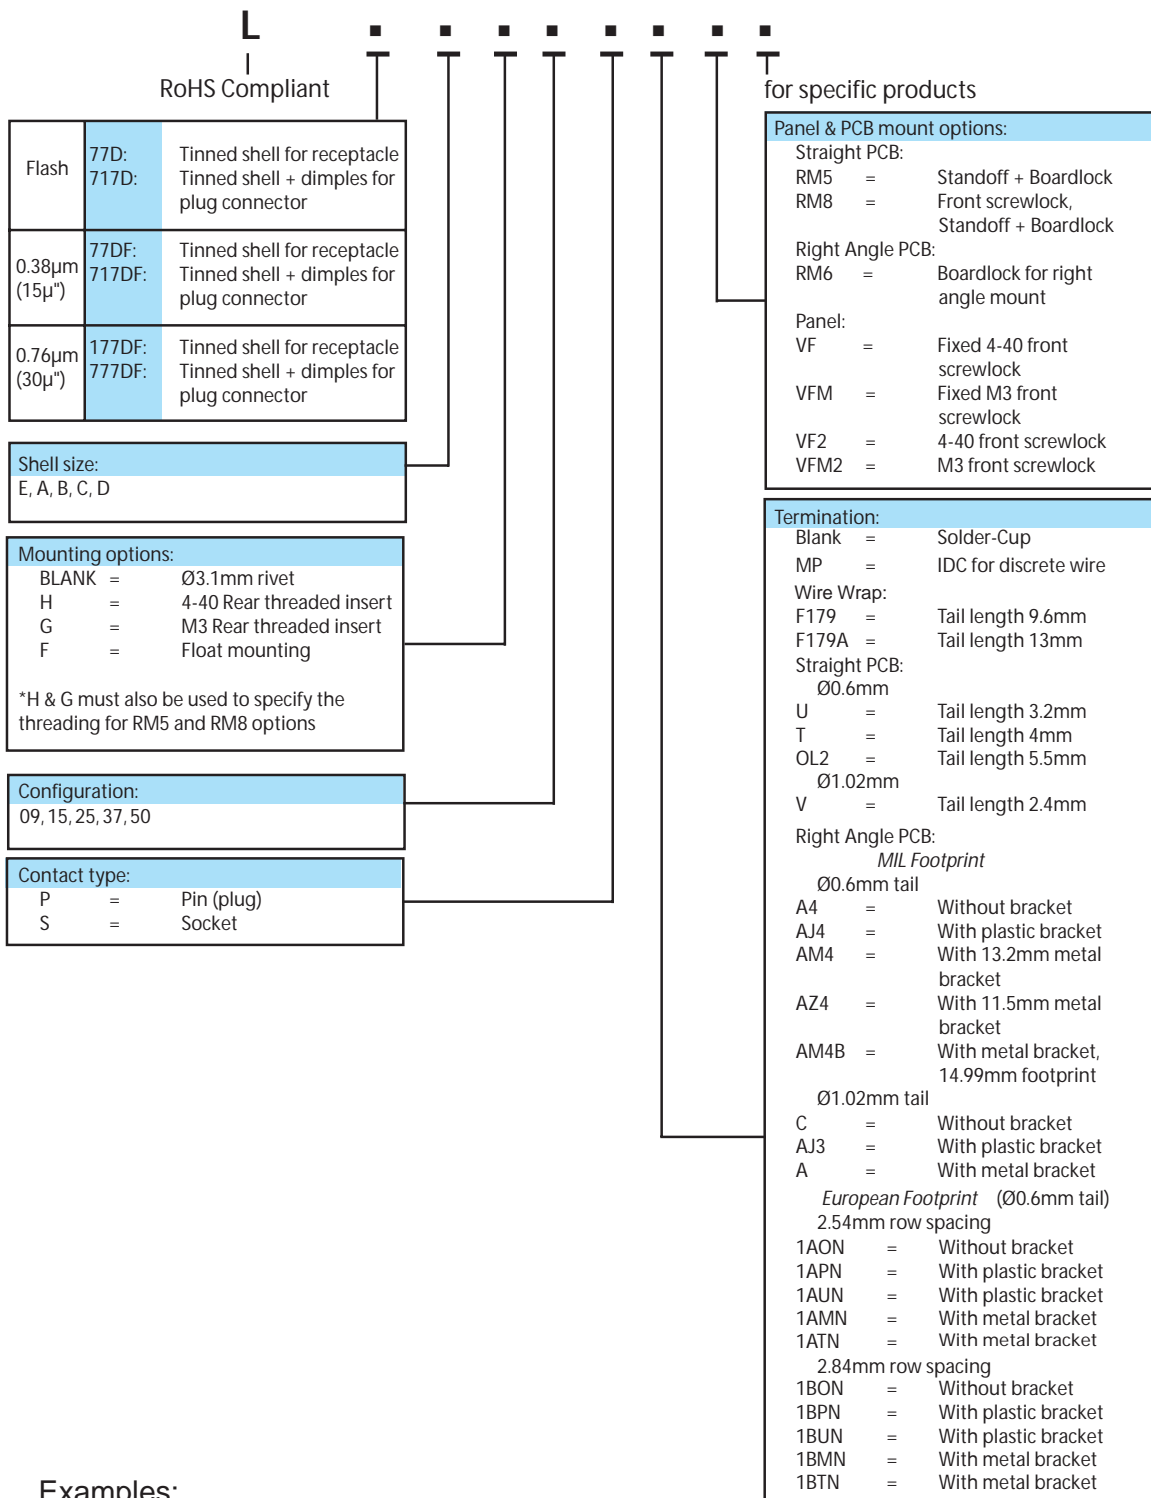 L
RoHS Compliant
for specific products
Flash
77D: Tinned shell for receptacle
717D: Tinned shell + dimples for
plug connector
0.38µm
(15µ")
77DF: Tinned shell for receptacle
717DF: Tinned shell + dimples for
plug connector
0.76µm
(30µ")
177DF: Tinned shell for receptacle
777DF: Tinned shell + dimples for
plug connector
Shell size:
E, A, B, C, D
Mounting options:
BLANK = Ø3.1mm rivet
H = 4-40 Rear threaded insert
G = M3 Rear threaded insert
F = Float mounting
*H & G must also be used to specify the
threading for RM5 and RM8 options
Configuration:
09, 15, 25, 37, 50
Contact type:
P = Pin (plug)
S = Socket
Panel & PCB mount options:
Straight PCB:
RM5 = Standoff + Boardlock
RM8 = Front screwlock,
Standoff + Boardlock
Right Angle PCB:
RM6 = Boardlock for right
angle mount
Panel:
VF = Fixed 4-40 front
screwlock
VFM = Fixed M3 front
screwlock
VF2 = 4-40 front screwlock
VFM2 = M3 front screwlock
Termination:
Blank = Solder-Cup
MP = IDC for discrete wire
Wire Wrap:
F179 = Tail length 9.6mm
F179A = Tail length 13mm
Straight PCB:
Ø0.6mm
U = Tail length 3.2mm
T = Tail length 4mm
OL2 = Tail length 5.5mm
Ø1.02mm
V = Tail length 2.4mm
Right Angle PCB:
MIL Footprint
Ø0.6mm tail
A4 = Without bracket
AJ4 = With plastic bracket
AM4 = With 13.2mm metal
bracket
AZ4 = With 11.5mm metal
bracket
AM4B = With metal bracket,
14.99mm footprint
Ø1.02mm tail
C = Without bracket
AJ3 = With plastic bracket
A = With metal bracket
European Footprint (Ø0.6mm tail)
2.54mm row spacing
1AON = Without bracket
1APN = With plastic bracket
1AUN = With plastic bracket
1AMN = With metal bracket
1ATN = With metal bracket
2.84mm row spacing
1BON = Without bracket
1BPN = With plastic bracket
1BUN = With plastic bracket
1BMN = With metal bracket
1BTN = With metal bracket
Examples: